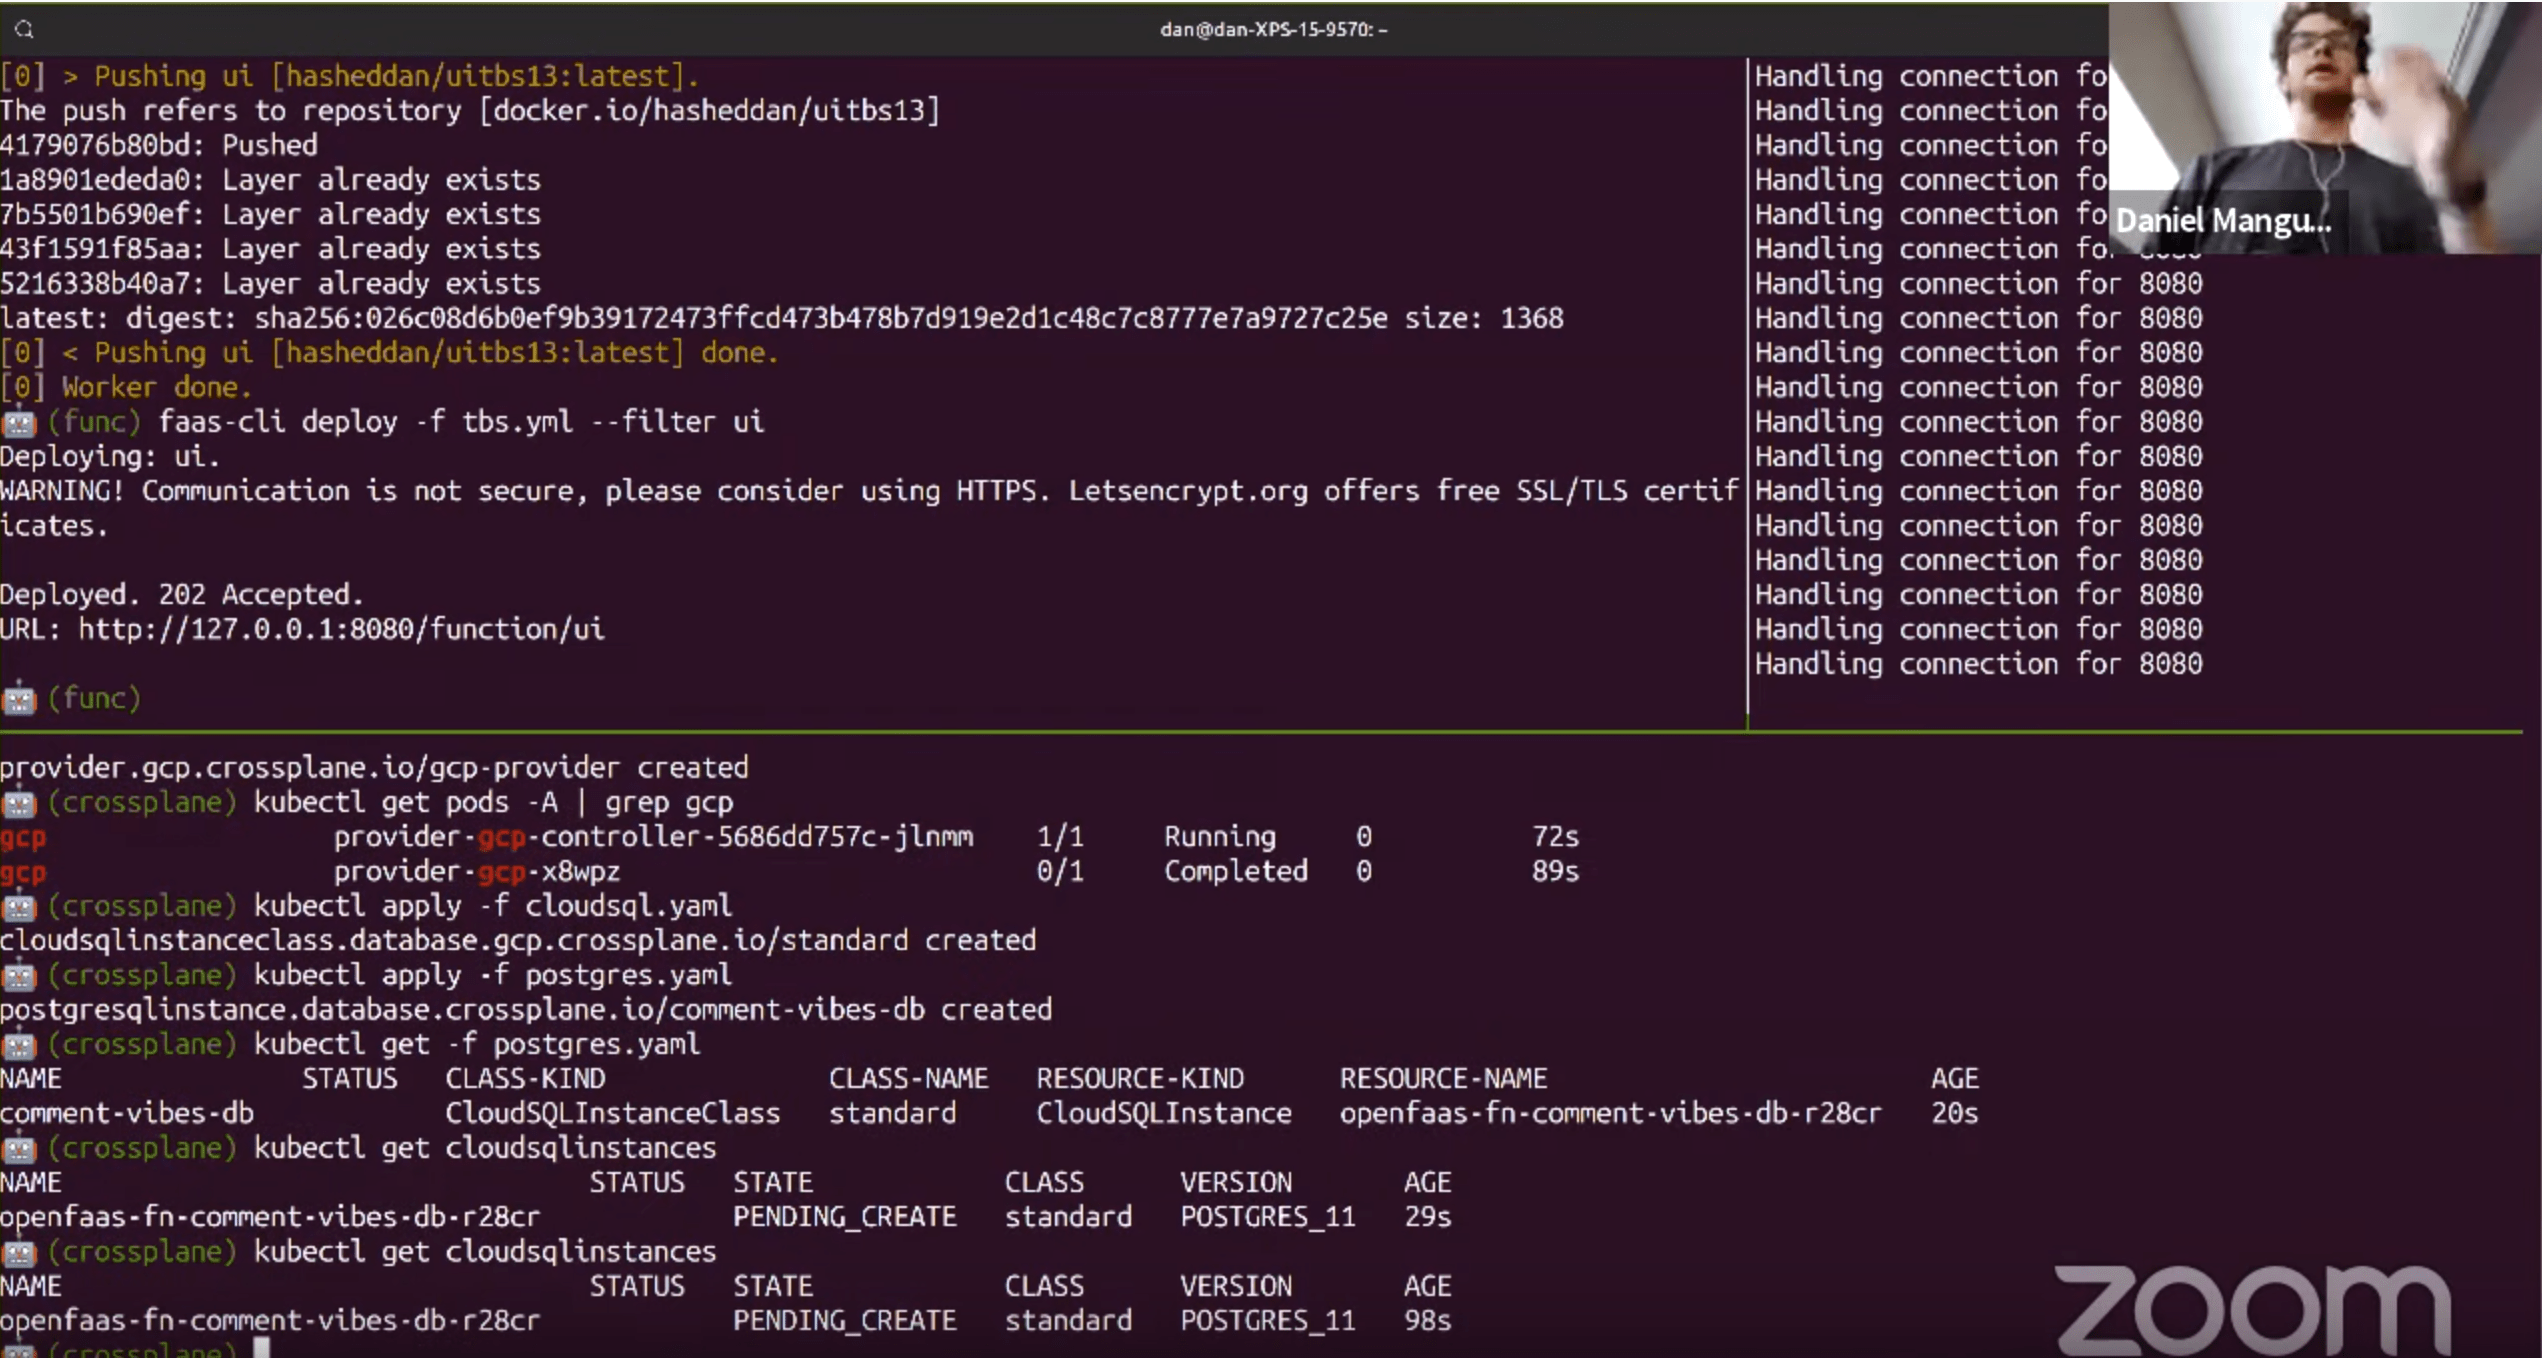 dan@dan-XPS-15-9570: ~
[0] > Pushing ui [hasheddan/uitbs13:latest].
The push refers to repository [docker.io/hasheddan/uitbs13]
4179076b80bd: Pushed
1a8901ededa0: Layer already exists
7b5501b690ef: Layer already exists
43f1591f85aa: Layer already exists
5216338b40a7: Layer already exists
latest: digest: sha256:026c08d6b0ef9b39172473ffcd473b478b7d919e2d1c48c7c8777e7a9727c25e size: 1368
[0] < Pushing ui [hasheddan/uitbs13:latest] done.
[0] Worker done.
(func) faas-cli deploy -f tbs.yml --filter ui
Deploying: ui.
WARNING! Communication is not secure, please consider using HTTPS. Letsencrypt.org offers free SSL/TLS certif
icates.
Deployed. 202 Accepted.
URL: http://127.0.0.1:8080/function/ui
(func)
Handling connection fo
Handling connection fo
Handling connection fo
Handling connection fo
Handling connection fo
Handling connection fo
Handling connection for 8080
Handling connection for 8080
Handling connection for 8080
Handling connection for 8080
Handling connection for 8080
Handling connection for 8080
Handling connection for 8080
Handling connection for 8080
Handling connection for 8080
Handling connection for 8080
Handling connection for 8080
Handling connection for 8080
Daniel Mangu...
provider.gcp.crossplane.io/gcp-provider created
(crossplane) kubectl get pods -A | grep gcp
gcp provider-gcp-controller-5686dd757c-jlnmm 1/1 Running 0 72s
gcp provider-gcp-x8wpz 0/1 Completed 0 89s
(crossplane) kubectl apply -f cloudsql.yaml
cloudsqlinstanceclass.database.gcp.crossplane.io/standard created
(crossplane) kubectl apply -f postgres.yaml
postgresqlinstance.database.crossplane.io/comment-vibes-db created
(crossplane) kubectl get -f postgres.yaml
NAME STATUS CLASS-KIND CLASS-NAME RESOURCE-KIND RESOURCE-NAME AGE
comment-vibes-db CloudSQLInstanceClass standard CloudSQLInstance openfaas-fn-comment-vibes-db-r28cr 20s
(crossplane) kubectl get cloudsqlinstances
NAME STATUS STATE CLASS VERSION AGE
openfaas-fn-comment-vibes-db-r28cr PENDING_CREATE standard POSTGRES_11 29s
(crossplane) kubectl get cloudsqlinstances
NAME STATUS STATE CLASS VERSION AGE
openfaas-fn-comment-vibes-db-r28cr PENDING_CREATE standard POSTGRES_11 98s
(crossplane)
zoom